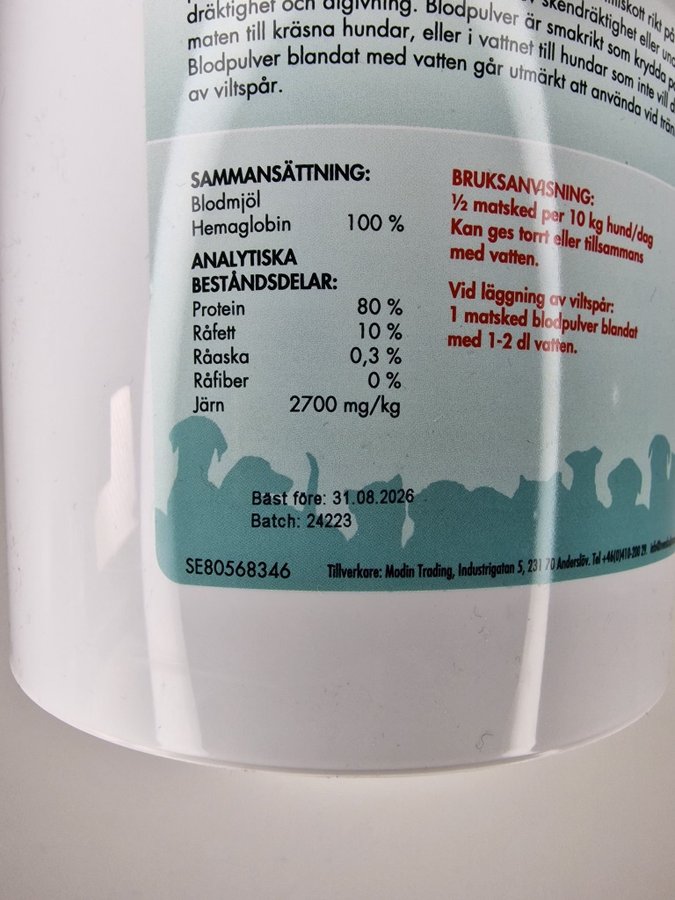 dräktighet och digivning. Blodpulver är smakrikt som krydda på
maten till kräsna hundar, eller i vattnet till hundar som inte vill
Blodpulver blandat med vatten går utmärkt att använda vid
av viltspår.
SAMMANSÄTTNING:
Blodmjöl
Hemaglobin 100 %
ANALYTISKA
BESTÅNDSDELAR:
Protein 80 %
Råfett 10 %
Råaska 0,3 %
Råfiber 0 %
Järn 2700 mg/kg
BRUKSANVISNING:
½ matsked per 10 kg hund/dag
Kan ges torrt eller tillsammans
med vatten.
Vid läggning av viltspår:
1 matsked blodpulver blandat
med 1-2 dl vatten.
Bäst före: 31.08.2026
Batch: 24223
SE80568346
Tillverkare: Modin Trading, Industrigatan 5, 231 70 Anderslöv. Tel +46(0)410-200 29.